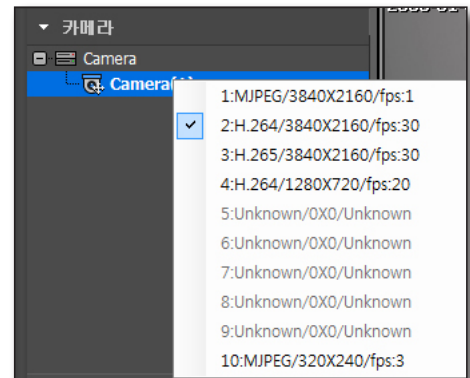 카메라
Camera
Camera(1)
1:MJPEG/3840X2160/fps:1
2:H.264/3840X2160/fps:30
3:H.265/3840X2160/fps:30
4:H.264/1280X720/fps:20
5:Unknown/0X0/Unknown
6:Unknown/0X0/Unknown
7:Unknown/0X0/Unknown
8:Unknown/0X0/Unknown
9:Unknown/0X0/Unknown
10:MJPEG/320X240/fps:3